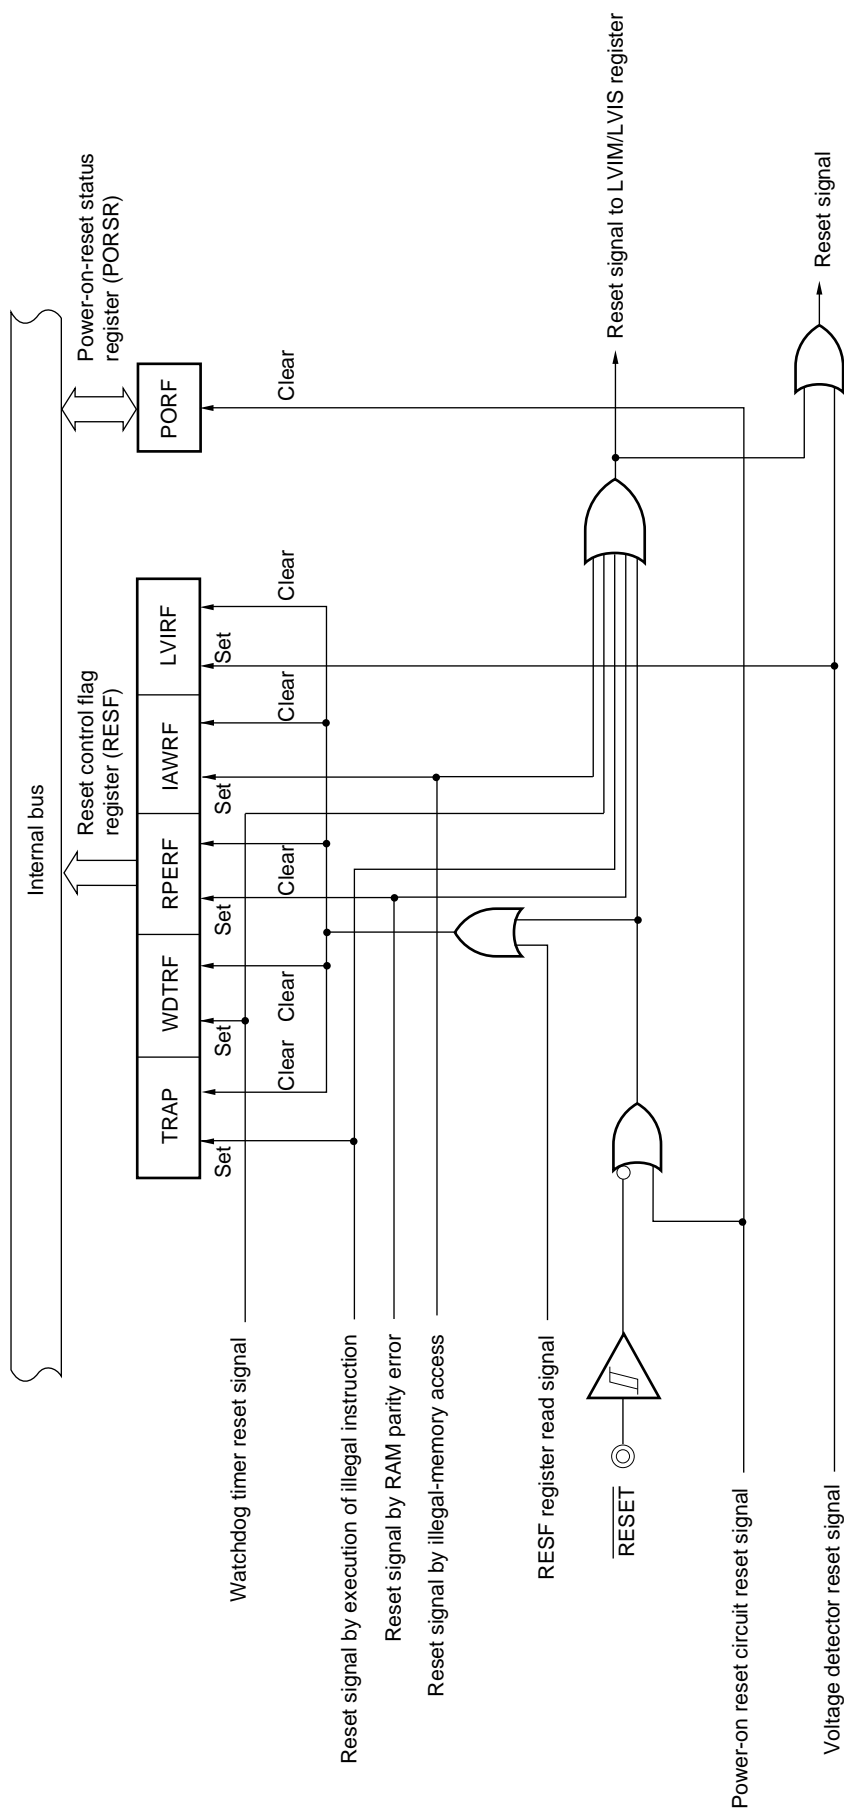 Internal bus
Reset control flag
register (RESF)
Power-on-reset status
register (PORSR)
TRAP
WDTRF
RPERF
IAWRF
LVIRF
PORF
Set
Clear
Set
Clear
Set
Clear
Set
Clear
Set
Clear
Clear
Watchdog timer reset signal
Reset signal by execution of illegal instruction
Reset signal by RAM parity error
Reset signal by illegal-memory access
RESF register read signal
RESET
Reset signal to LVIM/LVIS register
Power-on reset circuit reset signal
Voltage detector reset signal
Reset signal